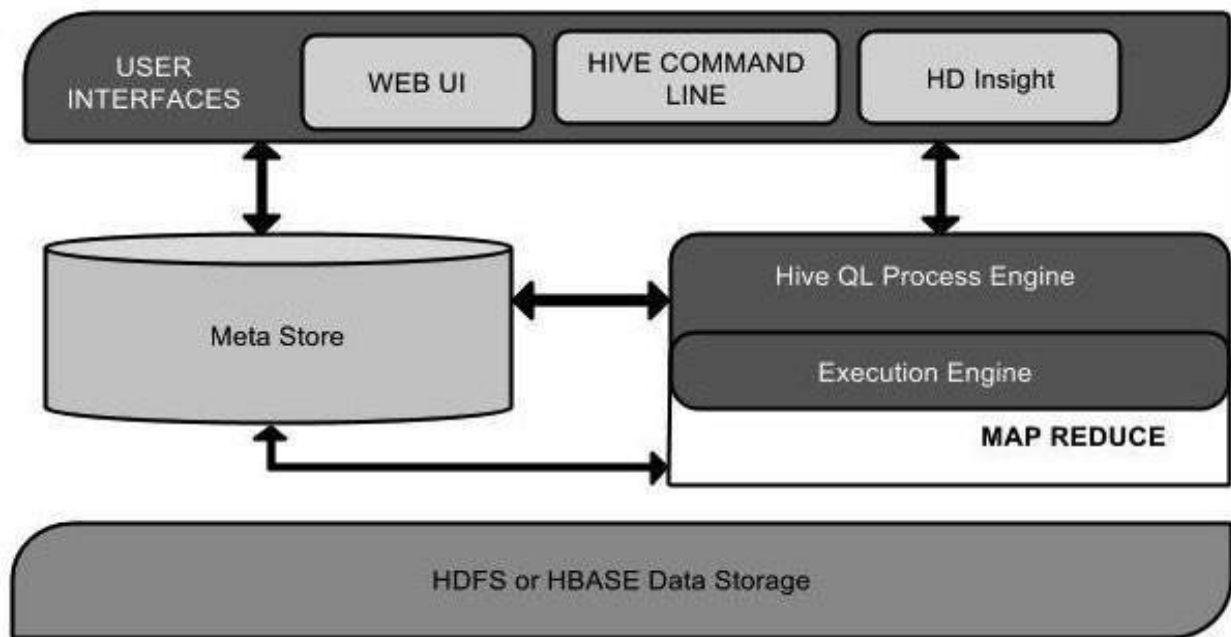 USER
INTERFACES
WEB UI
HIVE COMMAND
LINE
HD Insight
Meta Store
Hive QL Process Engine
Execution Engine
MAP REDUCE
HDFS or HBASE Data Storage